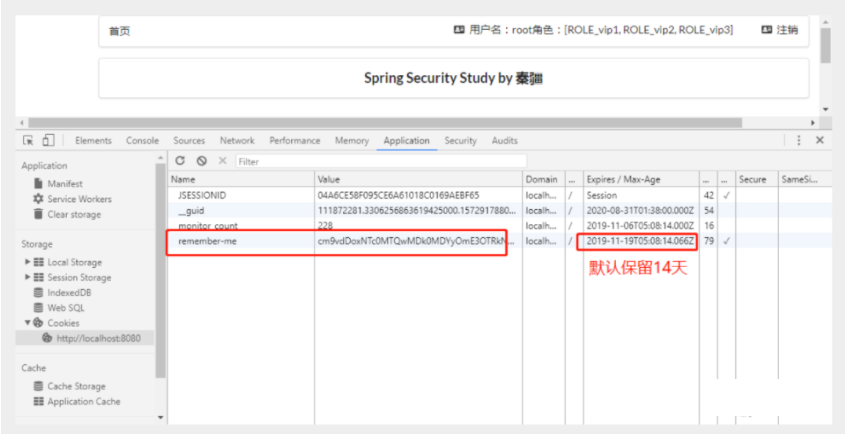 首页 用户名：root角色：[ROLE_vip1, ROLE_vip2, ROLE_vip3] 注销
Spring Security Study by 秦疆
Elements Console Sources Network Performance Memory Application Security Audits
Application
Manifest
Service Workers
Clear storage
Storage
Local Storage
Session Storage
IndexedDB
Web SQL
Cookies
http://localhost:8080
Cache
Cache Storage
Application Cache
Filter
Name Value Domain ... Expires / Max-Age ... ... Secure SameSi...
JSESSIONID 04A6CE58F095CE6A61018C0169AEBF65 localh... / Session 42 ✓
__guid 111872281.3306256863619425000.1572917880... localh... / 2020-08-31T01:38:00.000Z 54
monitor_count 228 localh... / 2019-11-06T05:08:14.000Z 16
remember-me cm9vdDoxNTc0MTQwMDk0MDYyOmE3OTRkN... localh... / 2019-11-19T05:08:14.066Z 79 ✓
默认保留14天